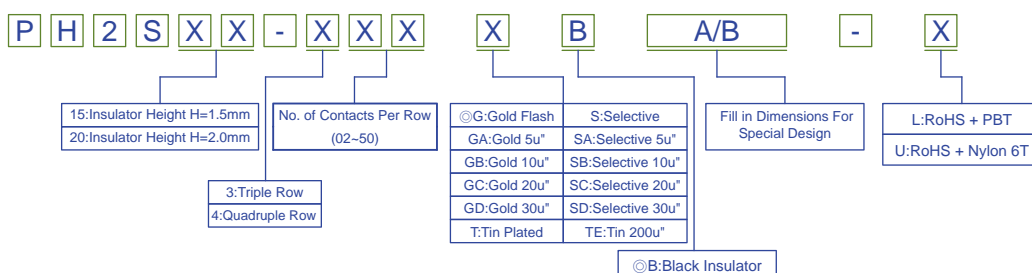 P H 2 S X X - X X X X B A/B - X
15:Insulator Height H=1.5mm
20:Insulator Height H=2.0mm
3:Triple Row
4:Quadruple Row
No. of Contacts Per Row
(02~50)
◎G:Gold Flash S:Selective
GA:Gold 5u" SA:Selective 5u"
GB:Gold 10u" SB:Selective 10u"
GC:Gold 20u" SC:Selective 20u"
GD:Gold 30u" SD:Selective 30u"
T:Tin Plated TE:Tin 200u"
◎B:Black Insulator
Fill in Dimensions For
Special Design
L:RoHS + PBT
U:RoHS + Nylon 6T